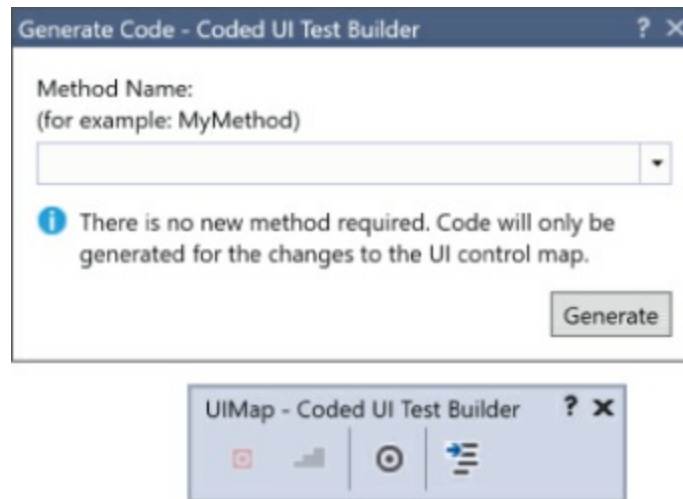 Generate Code - Coded UI Test Builder ? ×
Method Name:
(for example: MyMethod)
There is no new method required. Code will only be
generated for the changes to the UI control map.
Generate
UIMap - Coded UI Test Builder ? ×